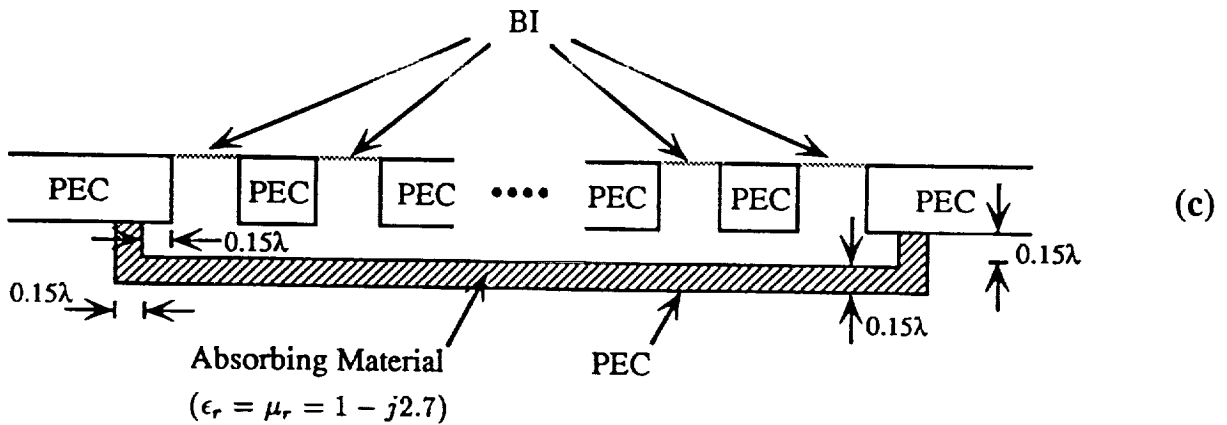 BI
PEC
PEC
PEC
PEC
PEC
PEC
(c)
0.15λ
0.15λ
0.15λ
0.15λ
Absorbing Material
PEC
(ϵᵣ = μᵣ = 1 − j2.7)